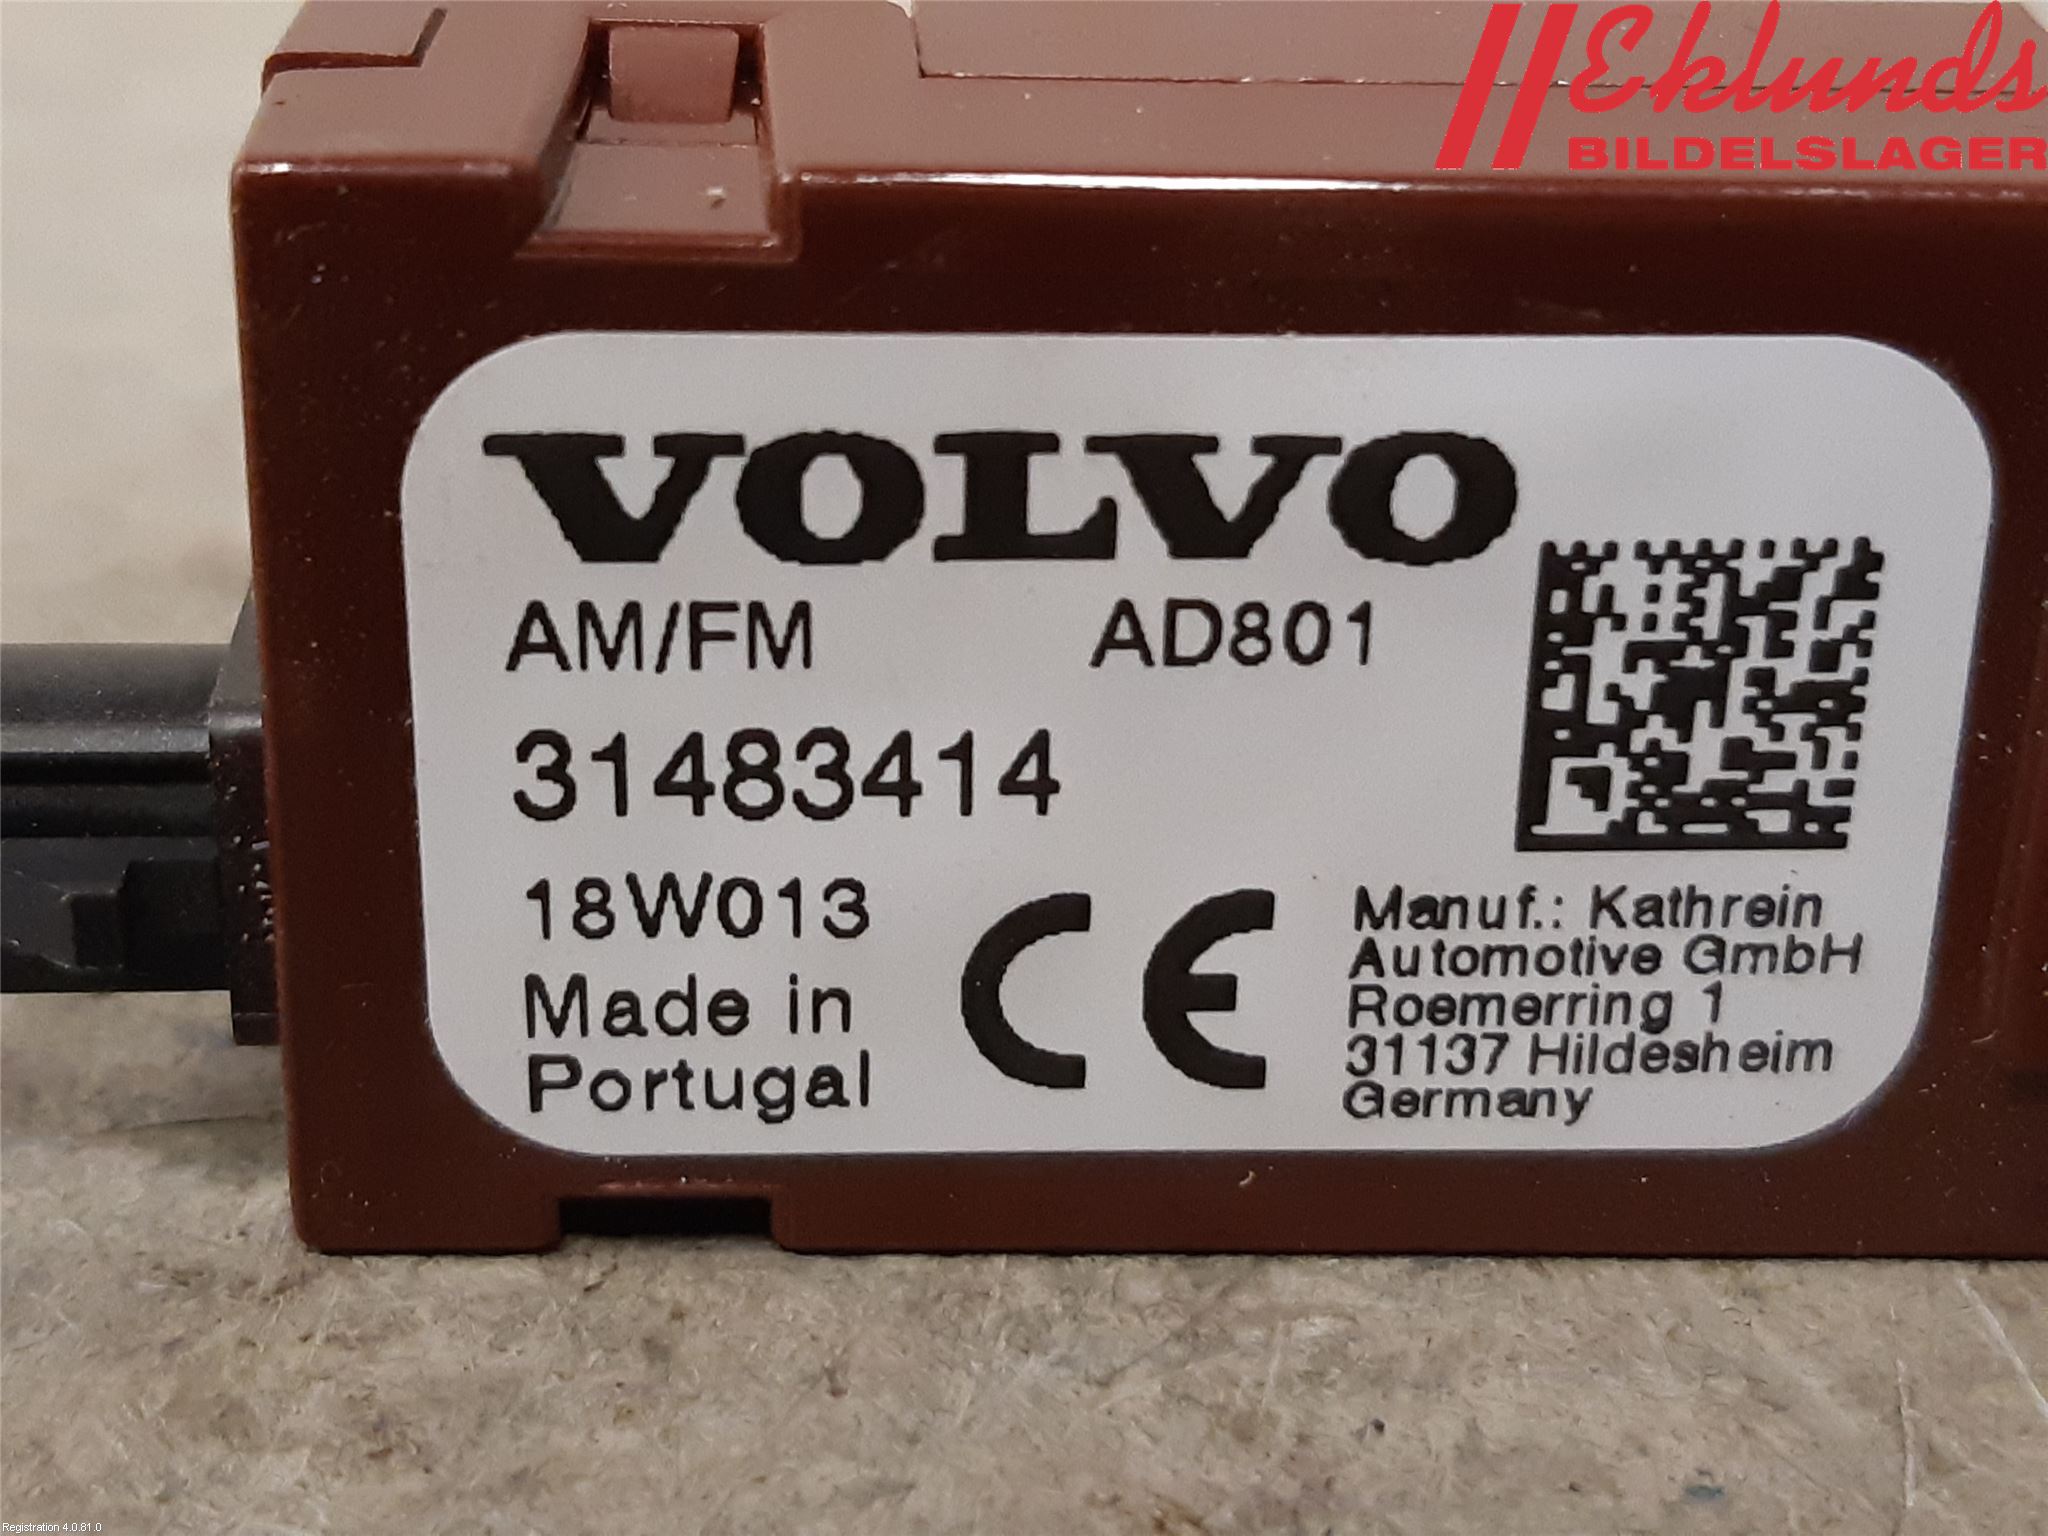 Eklunds
BILDELSLAGER
VOLVO
AM/FM AD801
31483414
18W013
Made in
Portugal
CE
Manuf.: Kathrein
Automotive GmbH
Roemerring 1
31137 Hildesheim
Germany
Registration 4.0.81.0